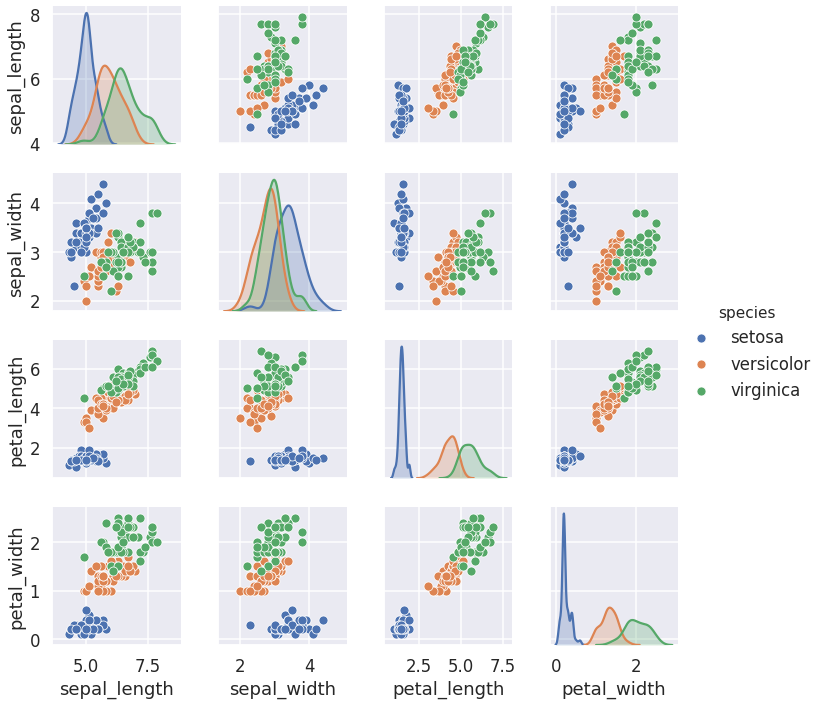 sepal_length
8
6
4
sepal_width
4
3
2
species
setosa
versicolor
virginica
petal_length
6
4
2
petal_width
2
1
0
5.0 7.5
2 4
2.5 5.0 7.5
0 2
sepal_length
sepal_width
petal_length
petal_width